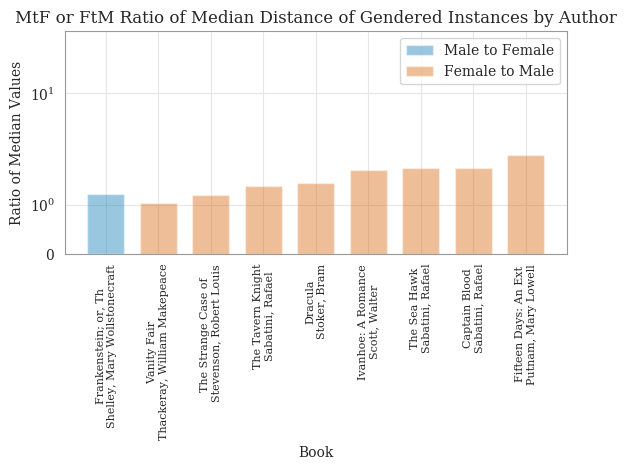 MtF or FtM Ratio of Median Distance of Gendered Instances by Author
Male to Female
Female to Male
Ratio of Median Values
10¹
10⁰
0
Frankenstein; or, Th
Shelley, Mary Wollstonecraft
Vanity Fair
Thackeray, William Makepeace
The Strange Case of
Stevenson, Robert Louis
The Tavern Knight
Sabatini, Rafael
Dracula
Stoker, Bram
Ivanhoe: A Romance
Scott, Walter
The Sea Hawk
Sabatini, Rafael
Captain Blood
Sabatini, Rafael
Fifteen Days: An Ext
Putnam, Mary Lowell
Book